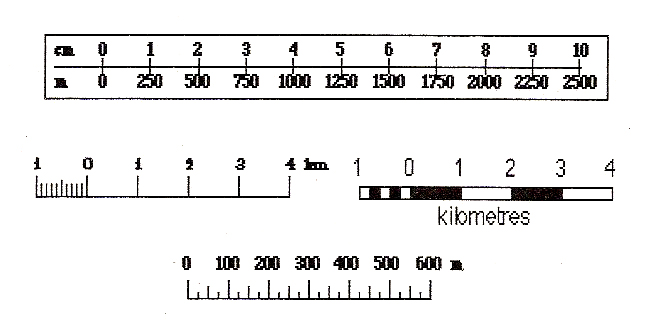 cm 0 1 2 3 4 5 6 7 8 9 10
m 0 250 500 750 1000 1250 1500 1750 2000 2250 2500
1 0 1 2 3 4 km
1 0 1 2 3 4
kilometres
0 100 200 300 400 500 600 m